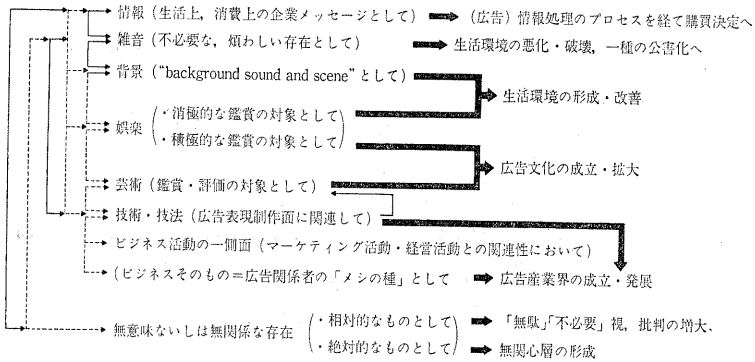 情報（生活上，消費上の企業メッセージとして）
（広告）情報処理のプロセスを経て購買決定へ
雑音（不必要な，煩わしい存在として）
生活環境の悪化・破壊，一種の公害化へ
背景（“background sound and scene”として）
生活環境の形成・改善
娯楽
・消極的な鑑賞の対象として
・積極的な鑑賞の対象として
広告文化の成立・拡大
芸術（鑑賞・評価の対象として）
技術・技法（広告表現制作面に関連して）
ビジネス活動の一側面（マーケティング活動・経営活動との関連性において）
（ビジネスそのもの＝広告関係者の「メシの種」として
広告産業界の成立・発展
無意味ないしは無関係な存在
・相対的なものとして
「無駄」「不必要」視，批判の増大，
・絶対的なものとして
無関心層の形成